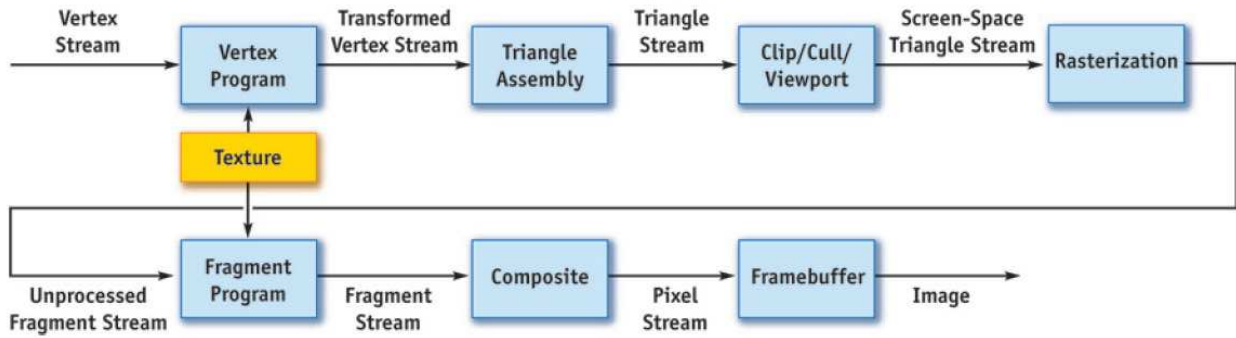 Vertex
Stream
Vertex
Program
Transformed
Vertex Stream
Triangle
Assembly
Triangle
Stream
Clip/Cull/
Viewport
Screen-Space
Triangle Stream
Rasterization
Texture
Unprocessed
Fragment Stream
Fragment
Program
Fragment
Stream
Composite
Pixel
Stream
Framebuffer
Image